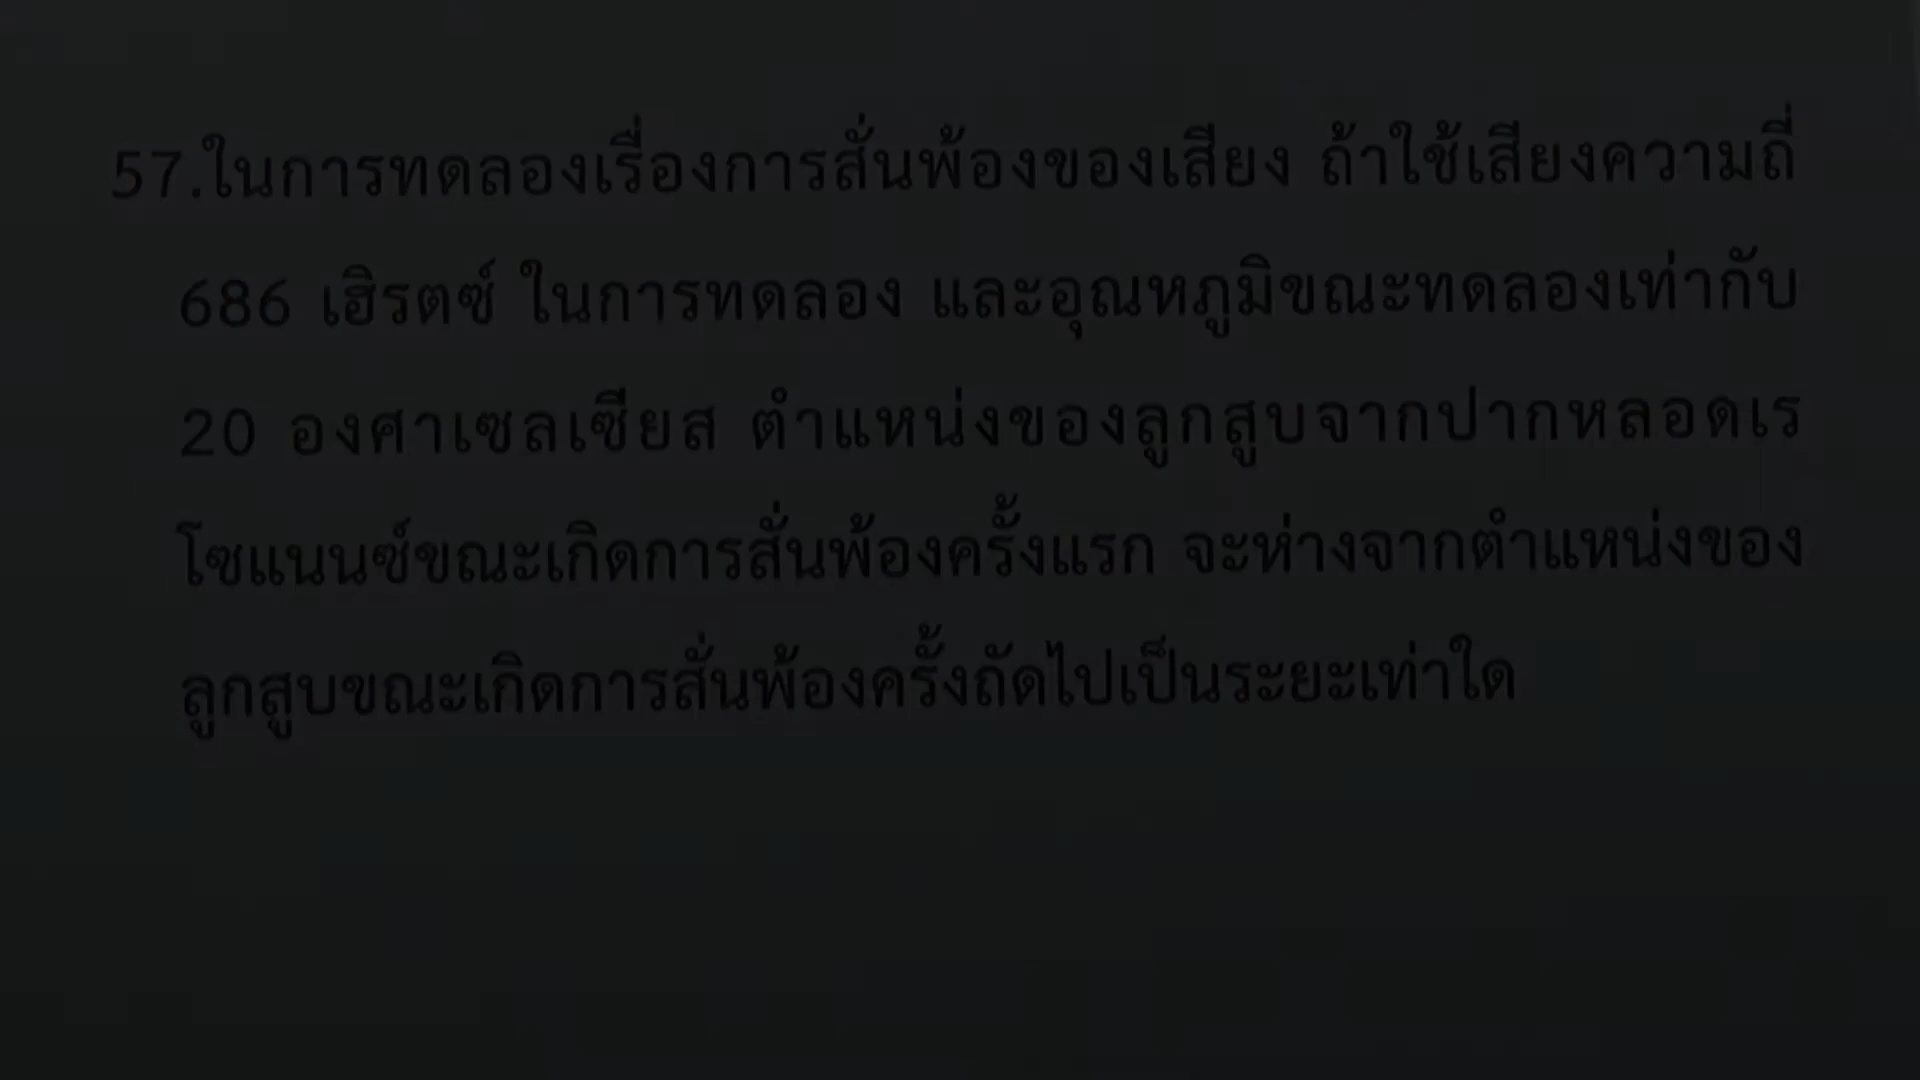 57.ในการทดลองเรื่องการสั่นพ้องของเสียง ถ้าใช้เสียงความถี่
686 เฮิรตซ์ ในการทดลอง และอุณหภูมิขณะทดลองเท่ากับ
20 องศาเซลเซียส ตำแหน่งของลูกสูบจากปากหลอดเร
โซแนนซ์ขณะเกิดการสั่นพ้องครั้งแรก จะห่างจากตำแหน่งของ
ลูกสูบขณะเกิดการสั่นพ้องครั้งถัดไปเป็นระยะเท่าใด